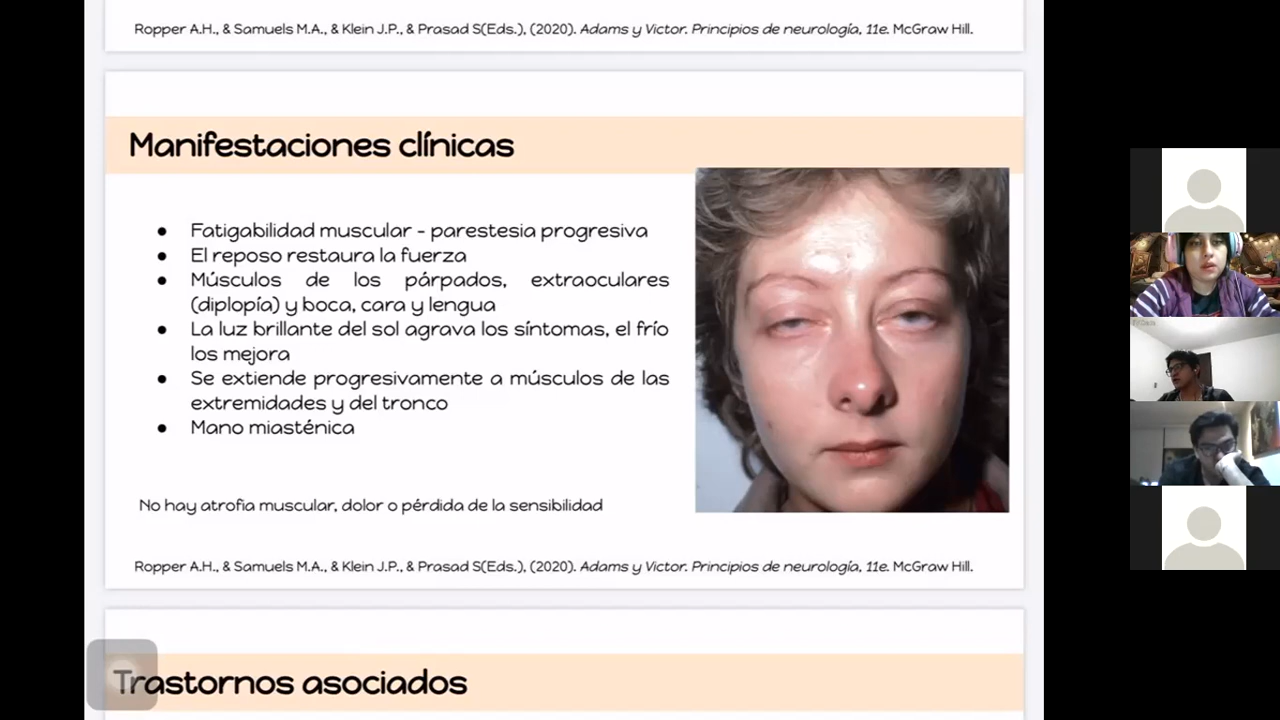 Ropper A.H., & Samuels M.A., & Klein J.P., & Prasad S(Eds.), (2020). Adams y Victor. Principios de neurología, 11e. McGraw Hill.
Manifestaciones clínicas
● Fatigabilidad muscular - parestesia progresiva
● El reposo restaura la fuerza
● Músculos de los párpados, extraoculares
(diplopía) y boca, cara y lengua
● La luz brillante del sol agrava los síntomas, el frío
los mejora
● Se extiende progresivamente a músculos de las
extremidades y del tronco
● Mano miasténica
No hay atrofia muscular, dolor o pérdida de la sensibilidad
Ropper A.H., & Samuels M.A., & Klein J.P., & Prasad S(Eds.), (2020). Adams y Victor. Principios de neurología, 11e. McGraw Hill.
Trastornos asociados